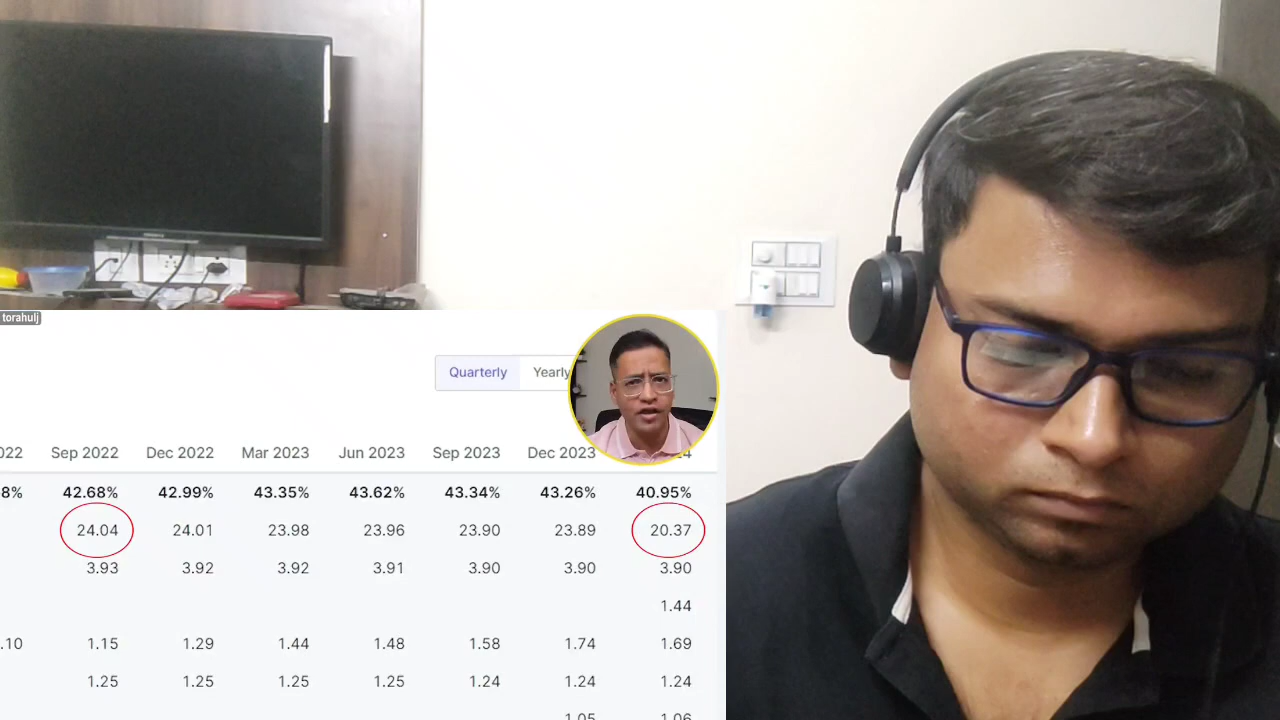 torahulj
Quarterly Yearly
022 Sep 2022 Dec 2022 Mar 2023 Jun 2023 Sep 2023 Dec 2023 4
8% 42.68% 42.99% 43.35% 43.62% 43.34% 43.26% 40.95%
24.04 24.01 23.98 23.96 23.90 23.89 20.37
3.93 3.92 3.92 3.91 3.90 3.90 3.90
1.44
.10 1.15 1.29 1.44 1.48 1.58 1.74 1.69
1.25 1.25 1.25 1.25 1.24 1.24 1.24
1.05 1.06